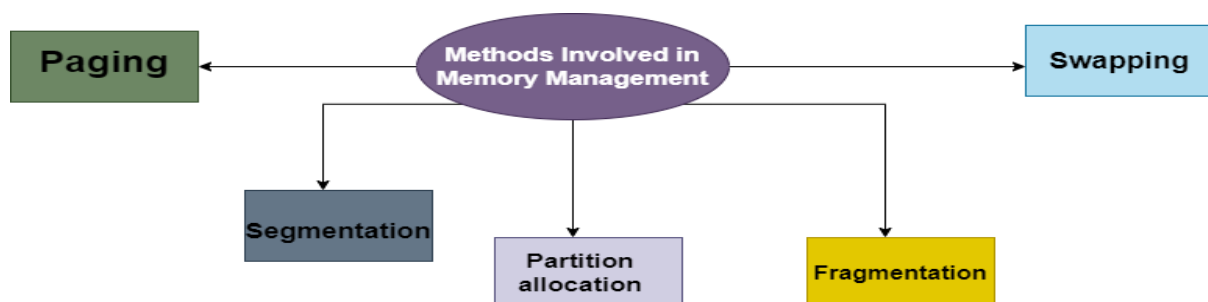 Methods Involved in
Memory Management
Paging
Swapping
Segmentation
Partition
allocation
Fragmentation